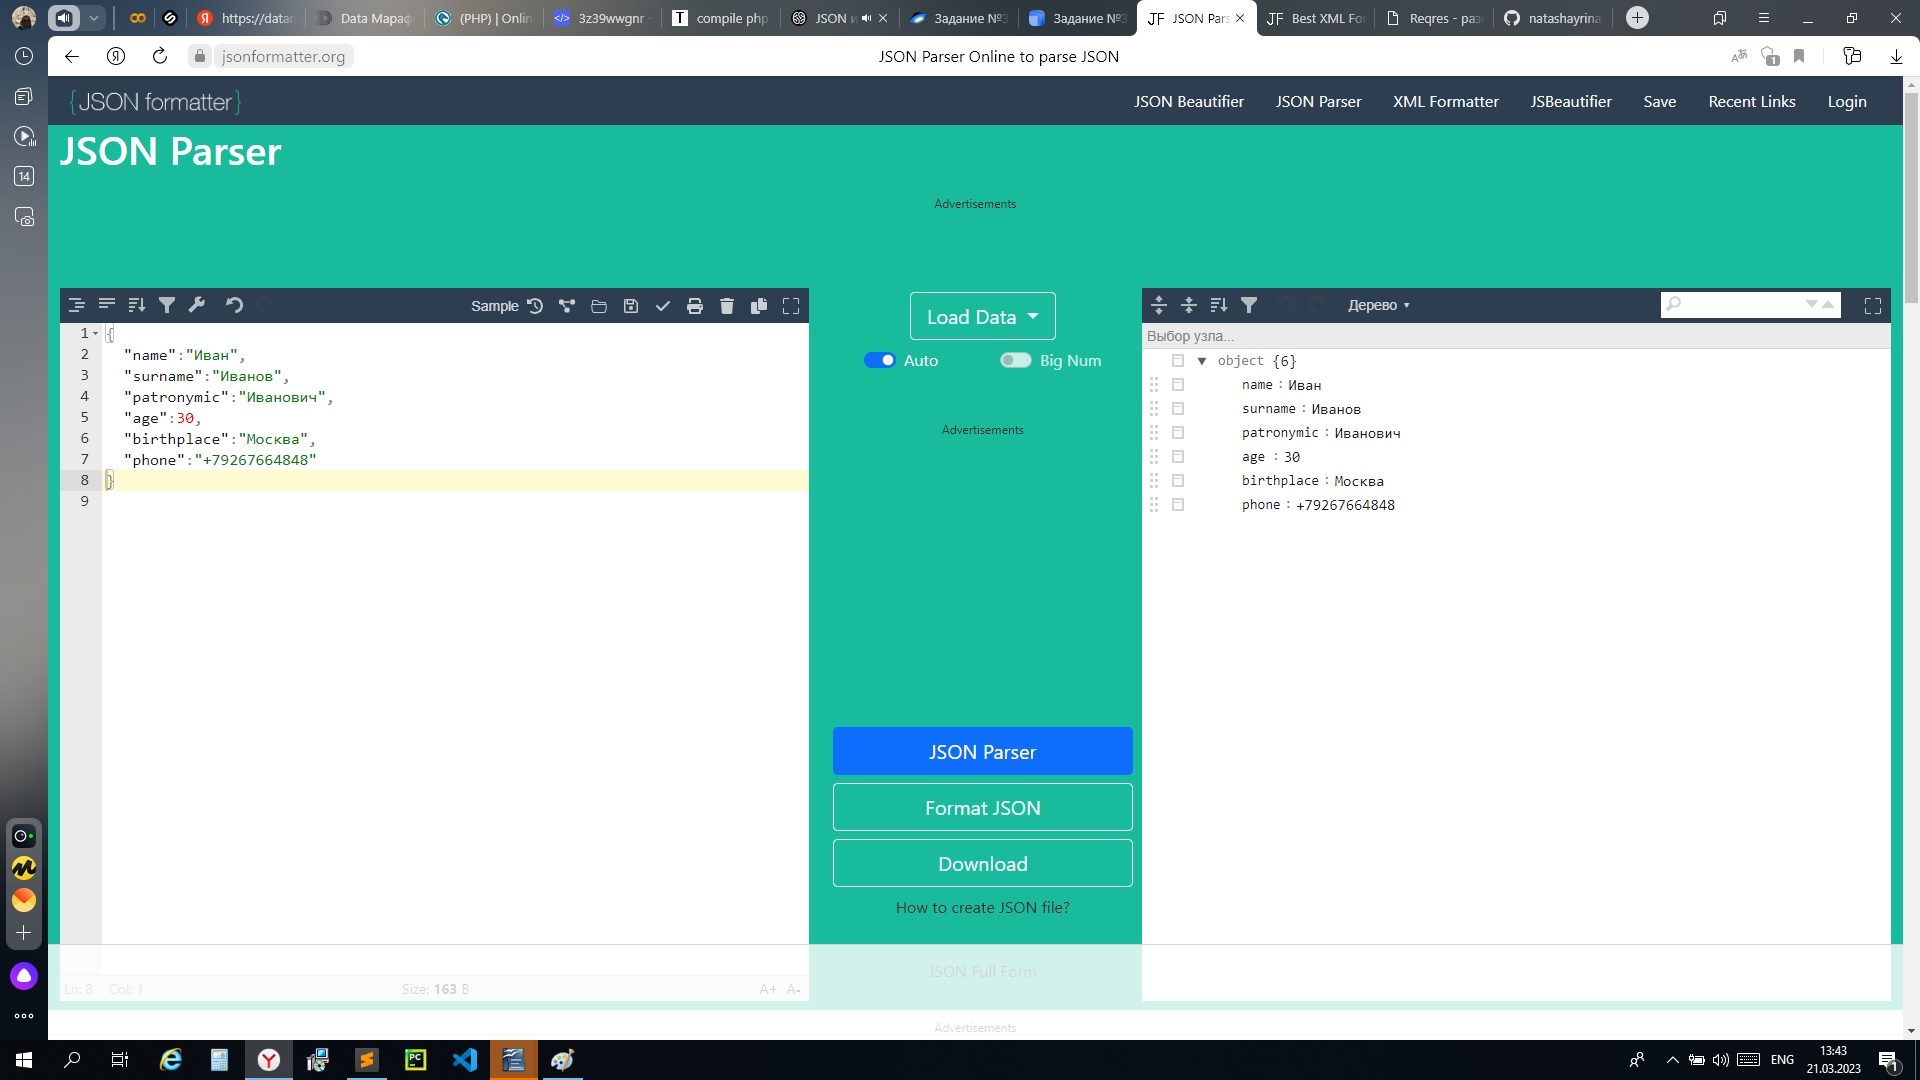 https://datan
Data Мараф
(PHP) | Onlin
3z39wwgnr -
compile php
JSON и
Задание №3
Задание №3
JSON Pars
Best XML For
Reqres - раз
natashayrina,
jsonformatter.org
JSON Parser Online to parse JSON
1
14
{JSON formatter}
JSON Beautifier
JSON Parser
XML Formatter
JSBeautifier
Save
Recent Links
Login
JSON Parser
Advertisements
Sample
1 {
2 "name":"Иван",
3 "surname":"Иванов",
4 "patronymic":"Иванович",
5 "age":30,
6 "birthplace":"Москва",
7 "phone":"+79267664848"
8 }
9
Ln: 8 Col: 1
Size: 163 B
A+ A-
Load Data
Auto
Big Num
Advertisements
JSON Parser
Format JSON
Download
How to create JSON file?
JSON Full Form
Advertisements
Дерево
Выбор узла...
object {6}
name : Иван
surname : Иванов
patronymic : Иванович
age : 30
birthplace : Москва
phone : +79267664848
ENG
13:43
21.03.2023
1